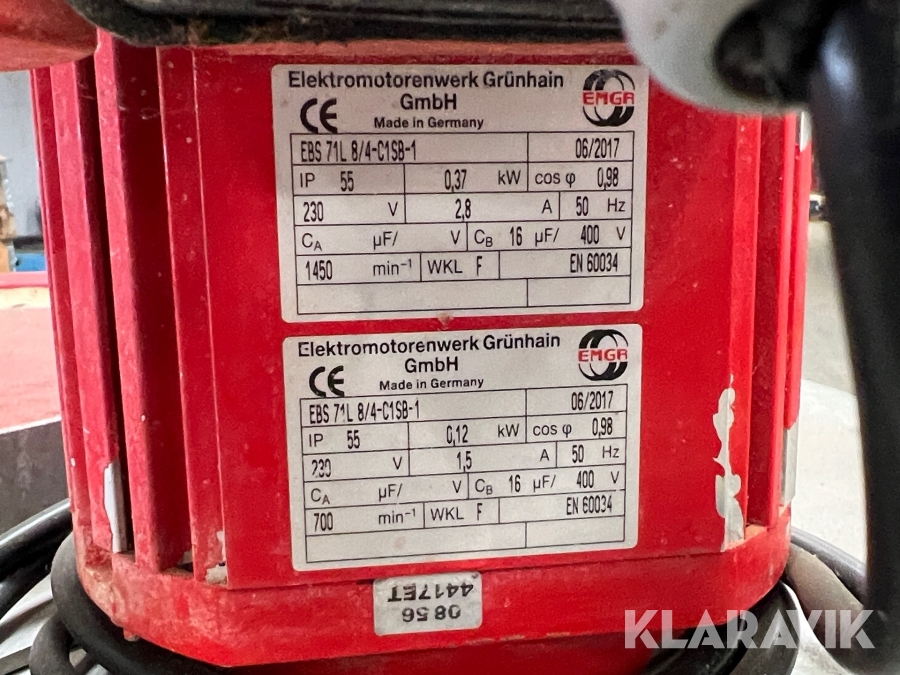 Elektromotorenwerk Grünhain
GmbH
EMGR
CE
Made in Germany
EBS 71L 8/4-C1SB-1 06/2017
IP 55 0,37 kW cos φ 0,98
230 V 2,8 A 50 Hz
CA µF/ V CB 16 µF/ 400 V
1450 min⁻¹ WKL F EN 60034
Elektromotorenwerk Grünhain
GmbH
EMGR
CE
Made in Germany
EBS 71L 8/4-C1SB-1 06/2017
IP 55 0,12 kW cos φ 0,98
230 V 1,5 A 50 Hz
CA µF/ V CB 16 µF/ 400 V
700 min⁻¹ WKL F EN 60034
0856
4417ET
KLARAVIK